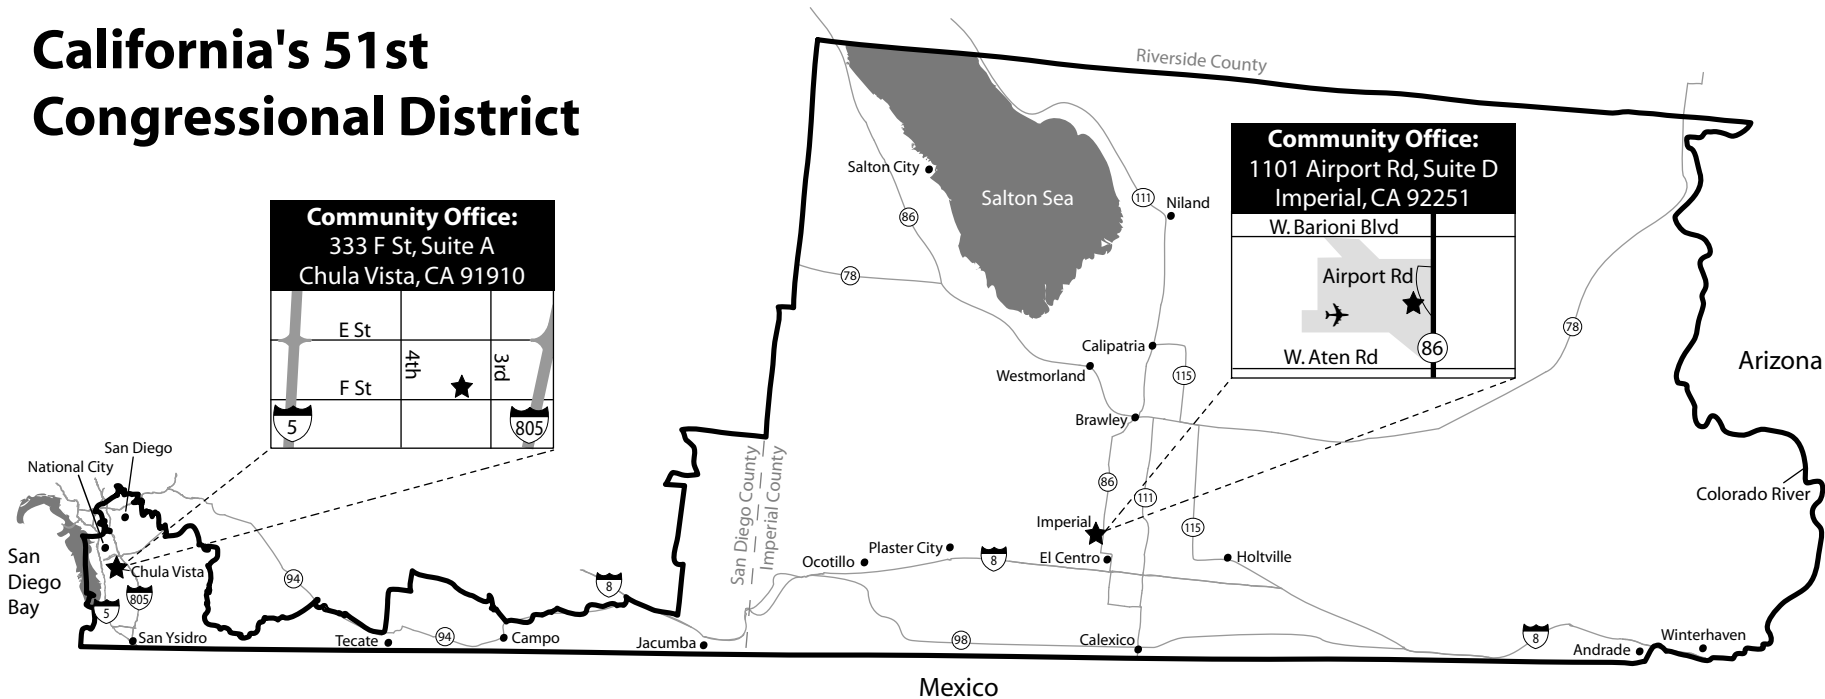 California's 51st
Congressional District
Riverside County
Community Office:
1101 Airport Rd, Suite D
Imperial, CA 92251
W. Barioni Blvd
Airport Rd
86
W. Aten Rd
Community Office:
333 F St, Suite A
Chula Vista, CA 91910
E St
4th
3rd
F St
5
805
Salton City
Salton Sea
111
Niland
86
78
78
Calipatria
Westmorland
115
Arizona
Brawley
San Diego County
Imperial County
San Diego
National City
86
111
Colorado River
Imperial
115
Plaster City
Ocotillo
8
El Centro
Holtville
San
Diego
Bay
Chula Vista
94
8
805
5
San Ysidro
Tecate
94
Campo
Jacumba
98
Calexico
8
Andrade
Winterhaven
Mexico